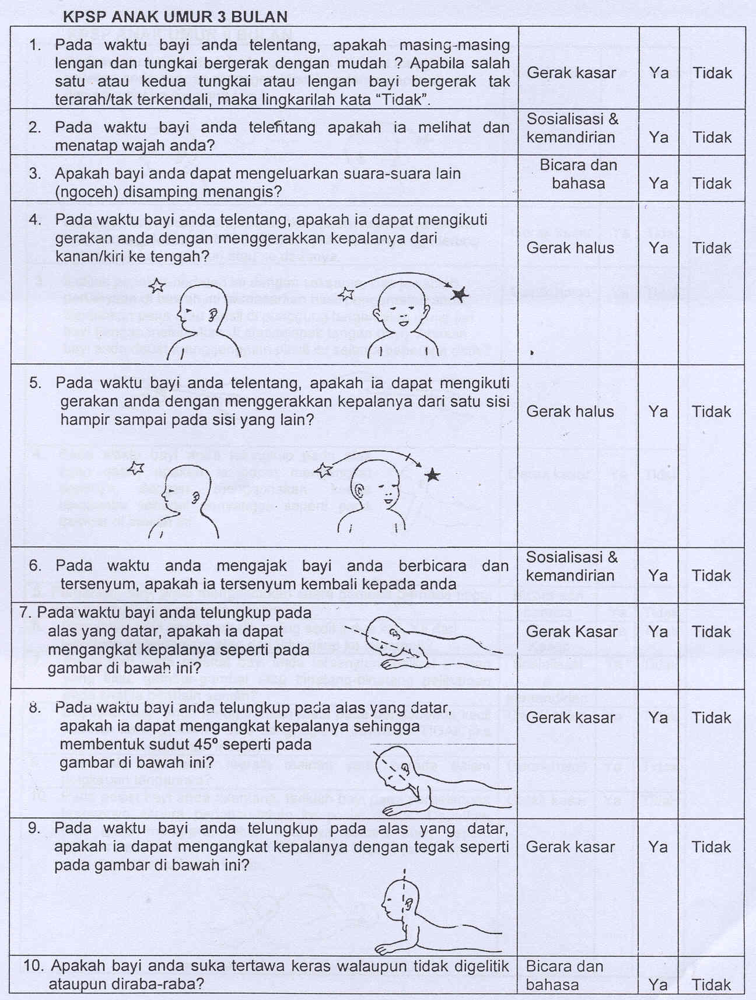 KPSP ANAK UMUR 3 BULAN
1. Pada waktu bayi anda telentang, apakah masing-masing
lengan dan tungkai bergerak dengan mudah ? Apabila salah
satu atau kedua tungkai atau lengan bayi bergerak tak
terarah/tak terkendali, maka lingkarilah kata “Tidak”.
Gerak kasar Ya Tidak
2. Pada waktu bayi anda telentang apakah ia melihat dan
menatap wajah anda?
Sosialisasi &
kemandirian Ya Tidak
3. Apakah bayi anda dapat mengeluarkan suara-suara lain
(ngoceh) disamping menangis?
Bicara dan
bahasa Ya Tidak
4. Pada waktu bayi anda telentang, apakah ia dapat mengikuti
gerakan anda dengan menggerakkan kepalanya dari
kanan/kiri ke tengah?
Gerak halus Ya Tidak
5. Pada waktu bayi anda telentang, apakah ia dapat mengikuti
gerakan anda dengan menggerakkan kepalanya dari satu sisi
hampir sampai pada sisi yang lain?
Gerak halus Ya Tidak
6. Pada waktu anda mengajak bayi anda berbicara dan
tersenyum, apakah ia tersenyum kembali kepada anda
Sosialisasi &
kemandirian Ya Tidak
7. Pada waktu bayi anda telungkup pada
alas yang datar, apakah ia dapat
mengangkat kepalanya seperti pada
gambar di bawah ini?
Gerak Kasar Ya Tidak
8. Pada waktu bayi anda telungkup pada alas yang datar,
apakah ia dapat mengangkat kepalanya sehingga
membentuk sudut 45º seperti pada
gambar di bawah ini?
Gerak kasar Ya Tidak
9. Pada waktu bayi anda telungkup pada alas yang datar,
apakah ia dapat mengangkat kepalanya dengan tegak seperti
pada gambar di bawah ini?
Gerak kasar Ya Tidak
10. Apakah bayi anda suka tertawa keras walaupun tidak digelitik
ataupun diraba-raba?
Bicara dan
bahasa Ya Tidak